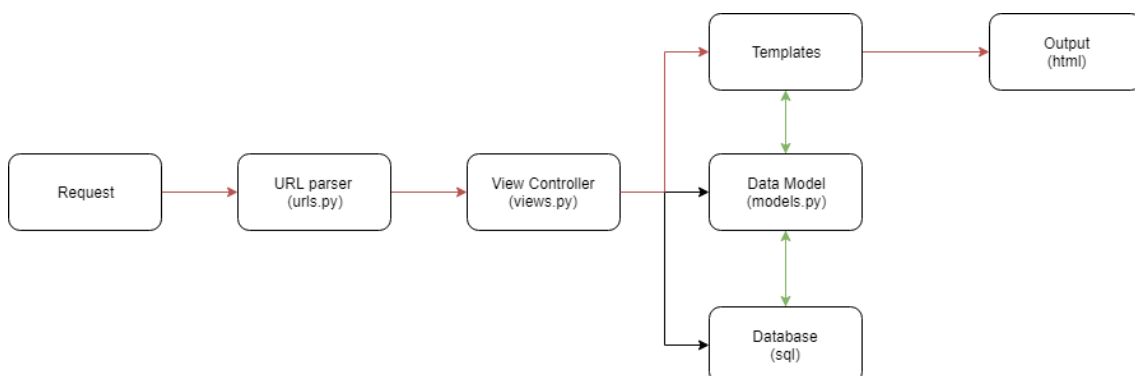 Templates
Output
(html)
Request
URL parser
(urls.py)
View Controller
(views.py)
Data Model
(models.py)
Database
(sql)